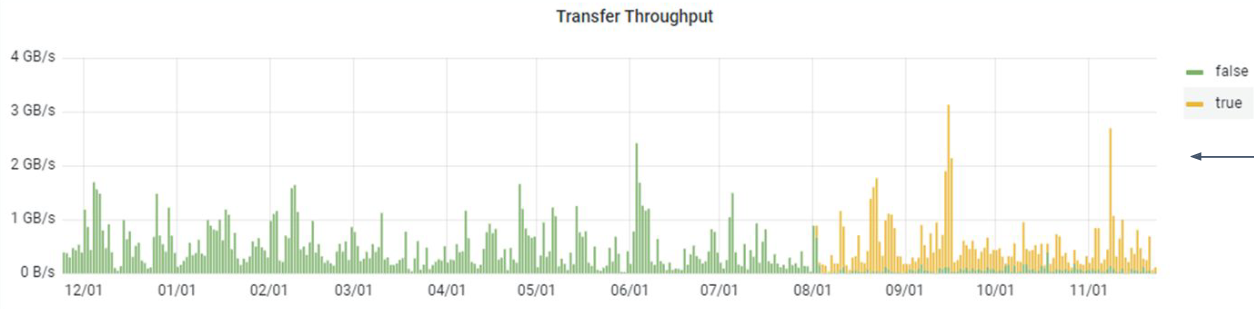 Transfer Throughput
4 GB/s
3 GB/s
2 GB/s
1 GB/s
0 B/s
12/01 01/01 02/01 03/01 04/01 05/01 06/01 07/01 08/01 09/01 10/01 11/01
false
true